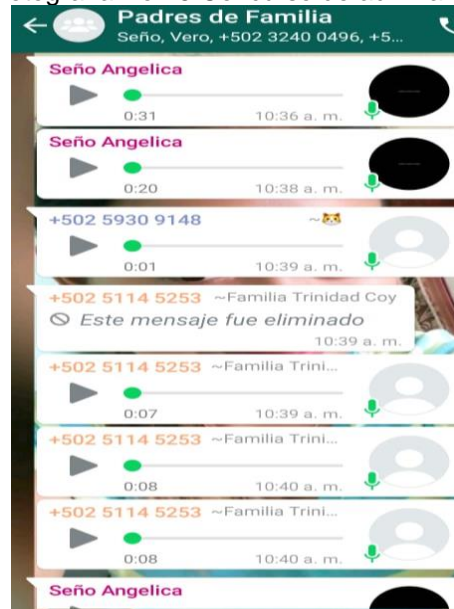 Padres de Familia
Seño, Vero, +502 3240 0496, +5...
Seño Angelica
0:31 10:36 a. m.
Seño Angelica
0:20 10:38 a. m.
+502 5930 9148 ~🐱
0:01 10:39 a. m.
+502 5114 5253 ~Familia Trinidad Coy
Este mensaje fue eliminado
10:39 a. m.
+502 5114 5253 ~Familia Trini...
0:07 10:39 a. m.
+502 5114 5253 ~Familia Trini...
0:08 10:40 a. m.
+502 5114 5253 ~Familia Trini...
0:08 10:40 a. m.
Seño Angelica